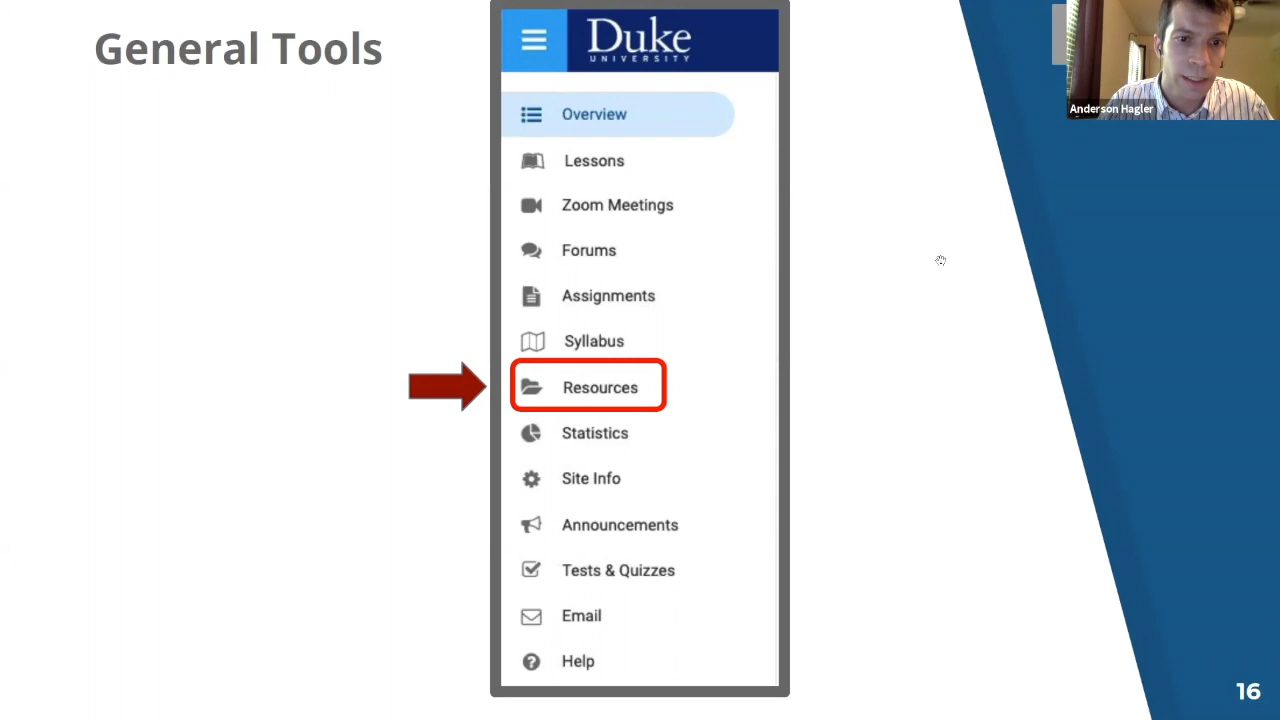 General Tools
Duke
UNIVERSITY
Overview
Lessons
Zoom Meetings
Forums
Assignments
Syllabus
Resources
Statistics
Site Info
Announcements
Tests & Quizzes
Email
Help
Anderson Hagler
16